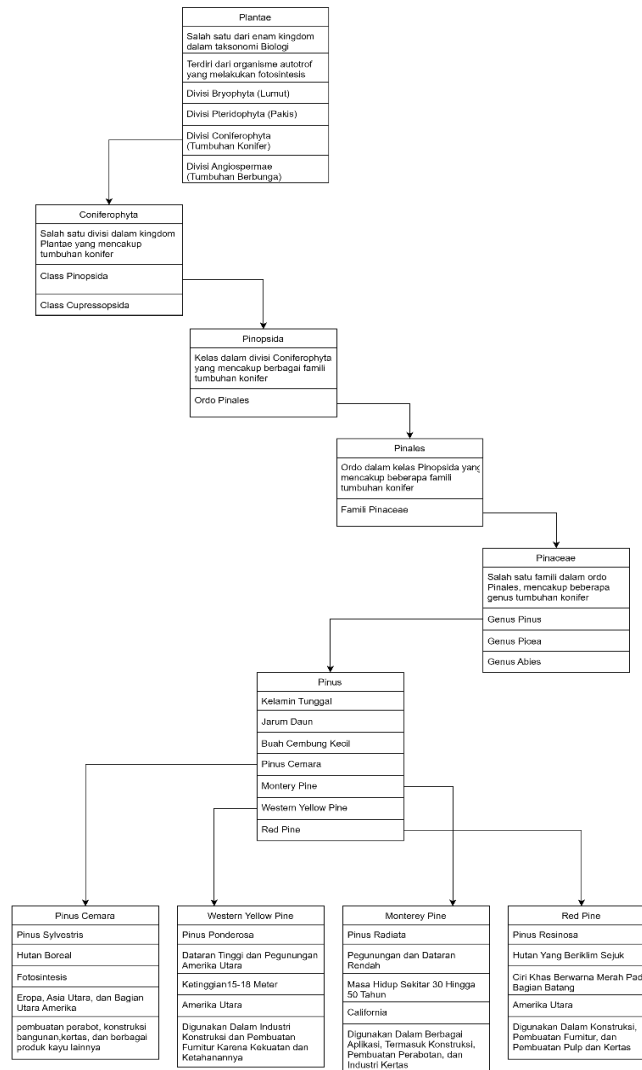 Plantae
Salah satu dari enam kingdom
dalam taksonomi Biologi
Terdiri dari organisme autotrof
yang melakukan fotosintesis
Divisi Bryophyta (Lumut)
Divisi Pteridophyta (Pakis)
Divisi Coniferophyta
(Tumbuhan Konifer)
Divisi Angiospermae
(Tumbuhan Berbunga)
Coniferophyta
Salah satu divisi dalam kingdom
Plantae yang mencakup
tumbuhan konifer
Class Pinopsida
Class Cupressopsida
Pinopsida
Kelas dalam divisi Coniferophyta
yang mencakup berbagai famili
tumbuhan konifer
Ordo Pinales
Pinales
Ordo dalam kelas Pinopsida yang
mencakup beberapa famili
tumbuhan konifer
Famili Pinaceae
Pinaceae
Salah satu famili dalam ordo
Pinales, mencakup beberapa
genus tumbuhan konifer
Genus Pinus
Genus Picea
Genus Abies
Pinus
Kelamin Tunggal
Jarum Daun
Buah Cembung Kecil
Pinus Cemara
Montery Pine
Western Yellow Pine
Red Pine
Pinus Cemara
Pinus Sylvestris
Hutan Boreal
Fotosintesis
Eropa, Asia Utara, dan Bagian
Utara Amerika
pembuatan perabot, konstruksi
bangunan,kertas, dan berbagai
produk kayu lainnya
Western Yellow Pine
Pinus Ponderosa
Dataran Tinggi dan Pegunungan
Amerika Utara
Ketinggian15-18 Meter
Amerika Utara
Digunakan Dalam Industri
Konstruksi dan Pembuatan
Furnitur Karena Kekuatan dan
Ketahanannya
Monterey Pine
Pinus Radiata
Pegunungan dan Dataran
Rendah
Masa Hidup Sekitar 30 Hingga
50 Tahun
California
Digunakan Dalam Berbagai
Aplikasi, Termasuk Konstruksi,
Pembuatan Perabotan, dan
Industri Kertas
Red Pine
Pinus Resinosa
Hutan Yang Beriklim Sejuk
Ciri Khas Berwarna Merah Pad
Bagian Batang
Amerika Utara
Digunakan Dalam Konstruksi,
Pembuatan Furnitur, dan
Pembuatan Pulp dan Kertas